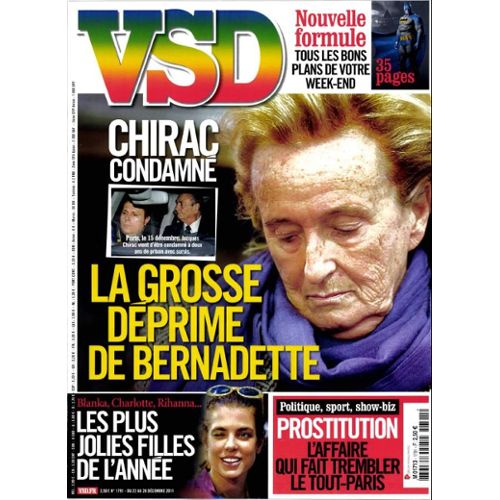 VSD
Nouvelle
formule
TOUS LES BONS
PLANS DE VOTRE
WEEK-END
35
pages
CHIRAC
CONDAMNÉ
Paris, le 15 décembre. Jacques
Chirac vient d'être condamné à deux
ans de prison avec sursis.
LA GROSSE
DÉPRIME
DE BERNADETTE
Blanka, Charlotte, Rihanna...
LES PLUS
JOLIES FILLES
DE L'ANNÉE
Politique, sport, show-biz
PROSTITUTION
L'AFFAIRE
QUI FAIT TREMBLER
LE TOUT-PARIS